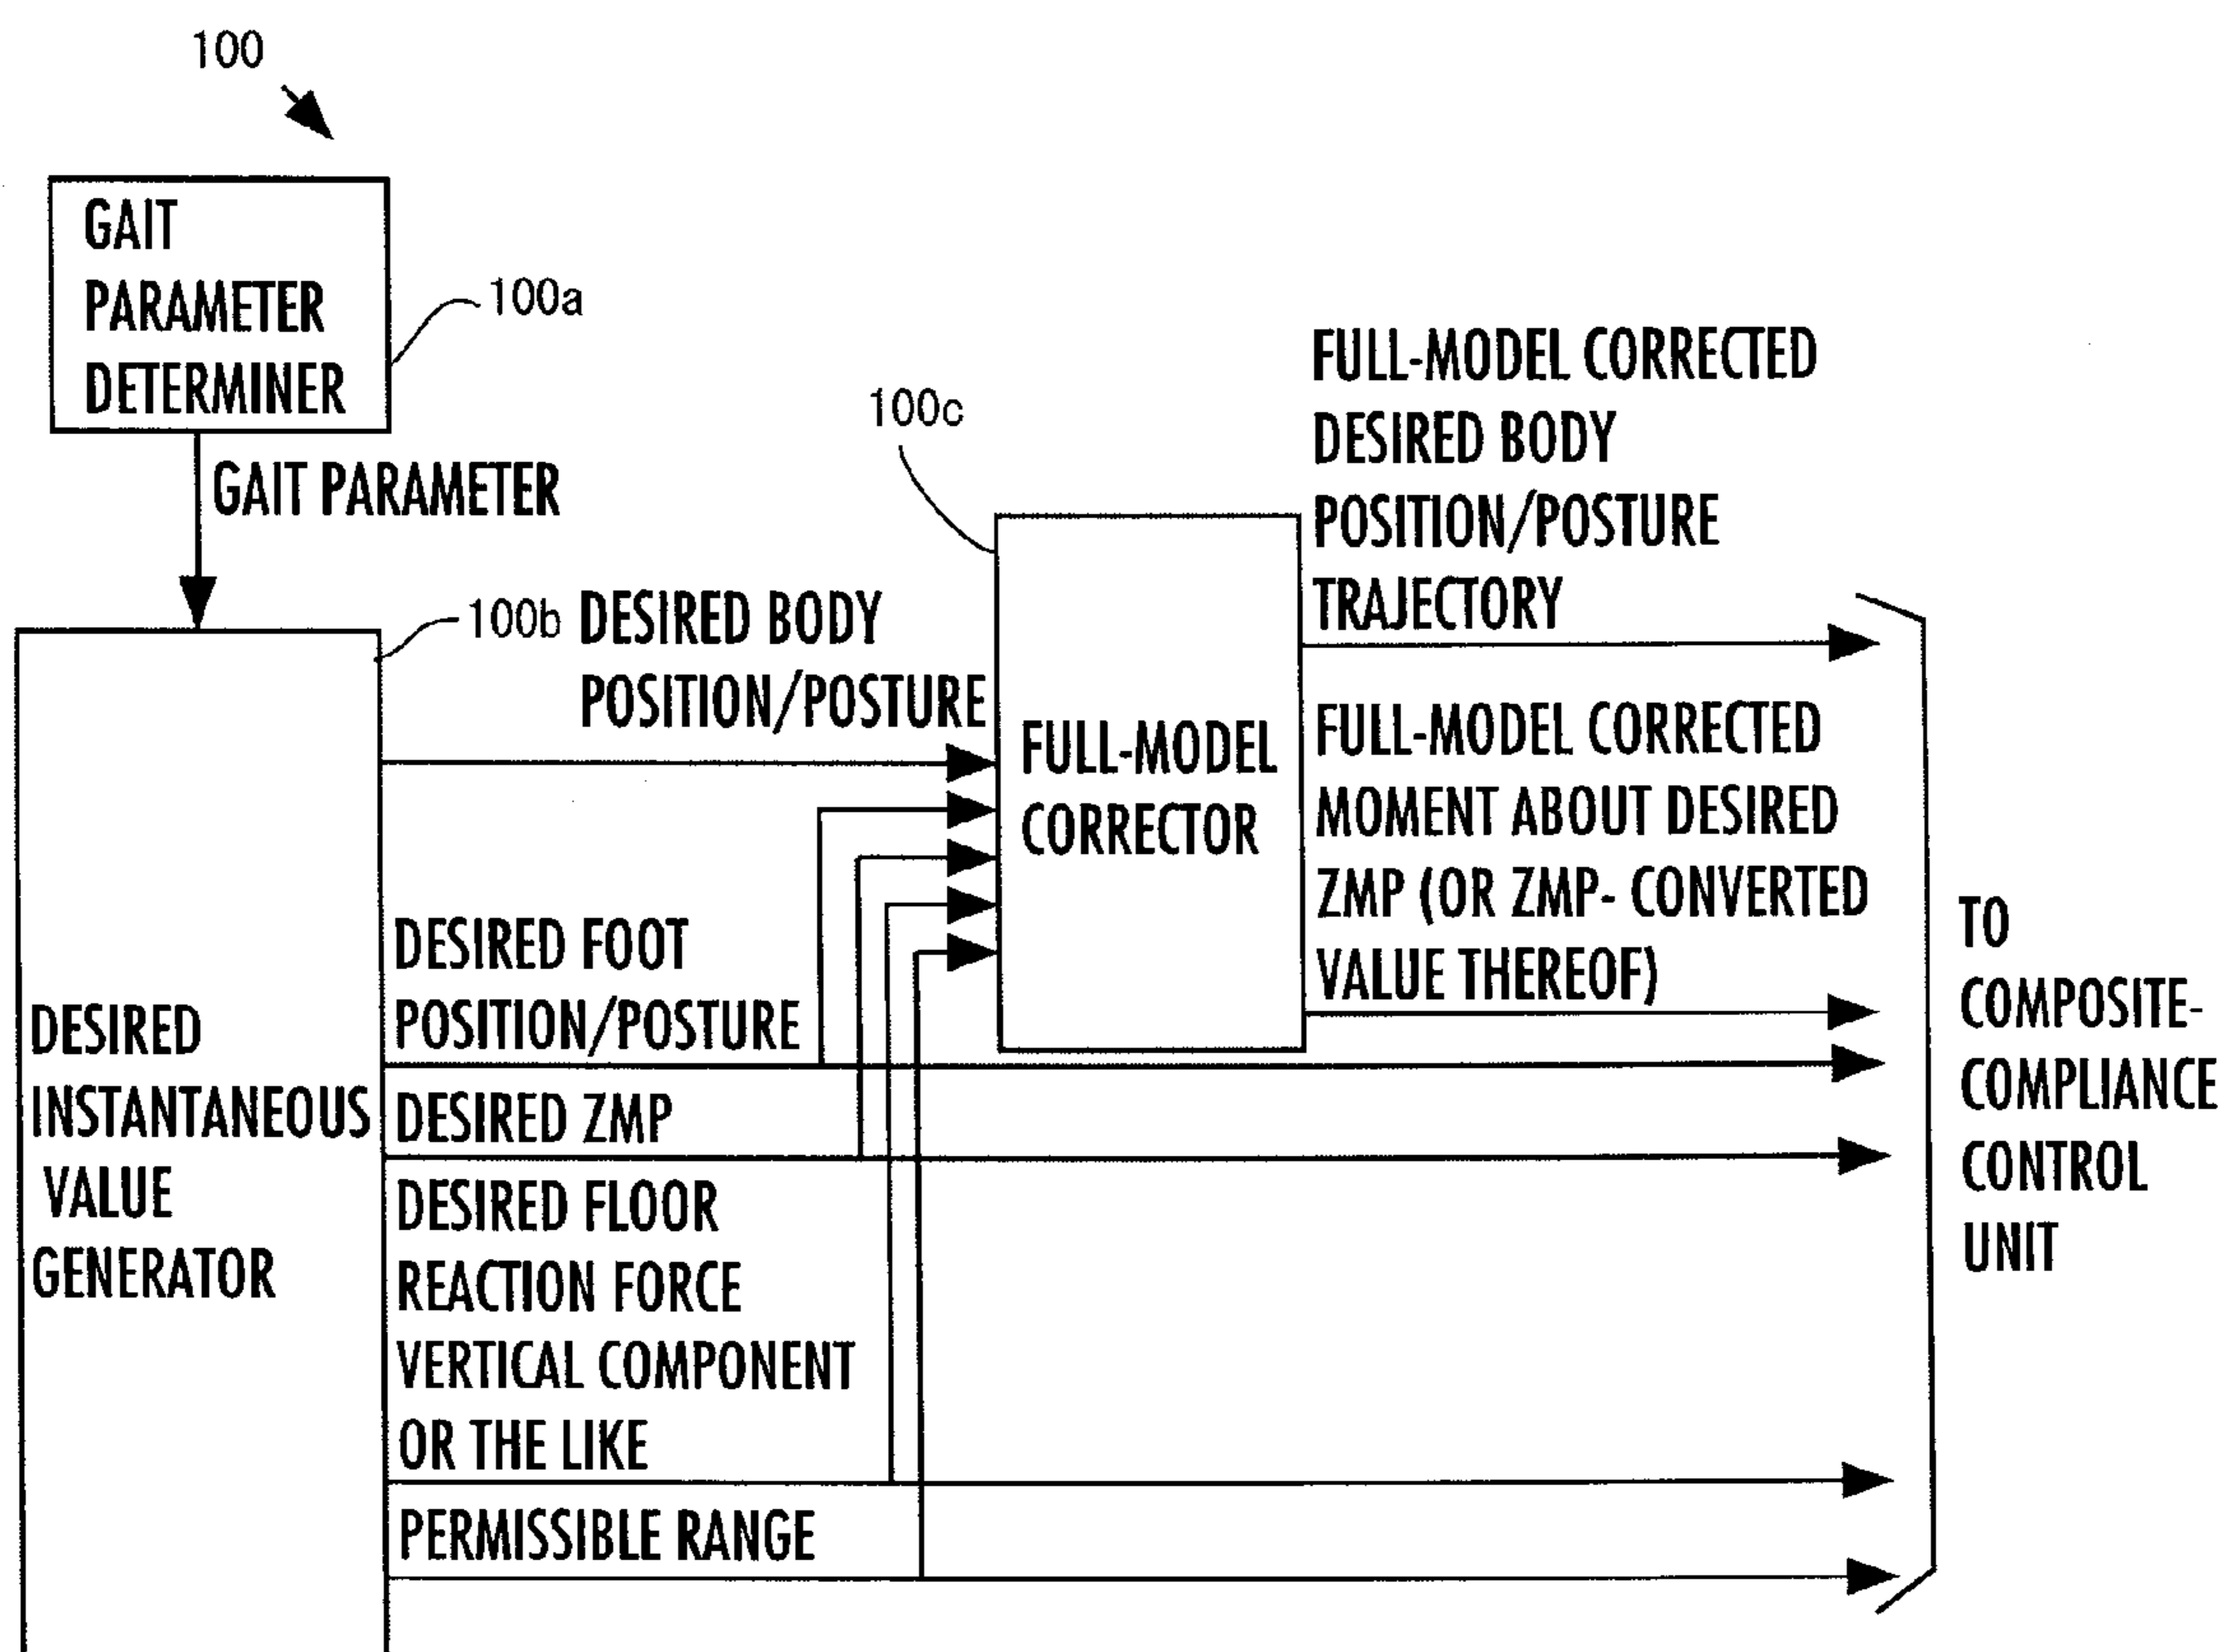 100
GAIT
PARAMETER
DETERMINER
100a
GAIT PARAMETER
100b
DESIRED BODY
POSITION/POSTURE
100c
FULL-MODEL
CORRECTOR
FULL-MODEL CORRECTED
DESIRED BODY
POSITION/POSTURE
TRAJECTORY
FULL-MODEL CORRECTED
MOMENT ABOUT DESIRED
ZMP (OR ZMP- CONVERTED
VALUE THEREOF)
DESIRED
INSTANTANEOUS
VALUE
GENERATOR
DESIRED FOOT
POSITION/POSTURE
DESIRED ZMP
DESIRED FLOOR
REACTION FORCE
VERTICAL COMPONENT
OR THE LIKE
PERMISSIBLE RANGE
TO
COMPOSITE-
COMPLIANCE
CONTROL
UNIT